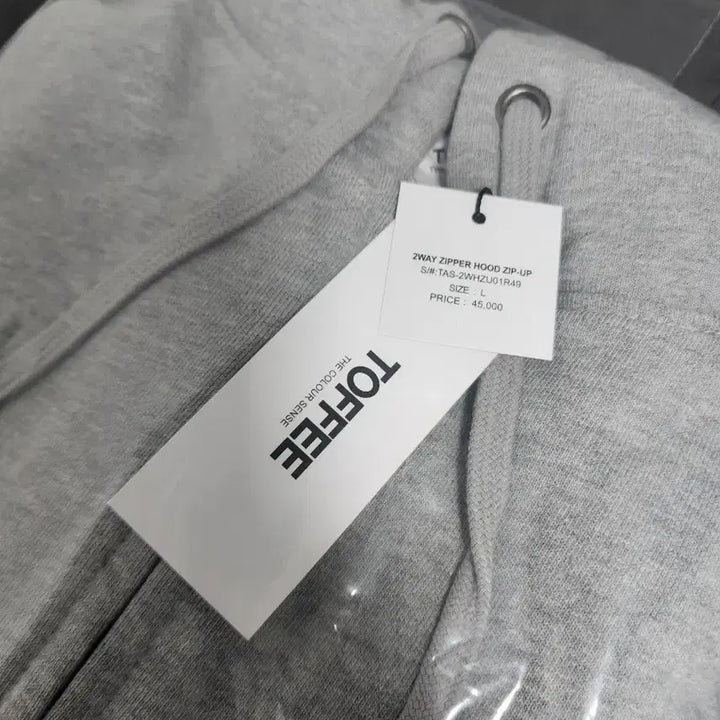 2WAY ZIPPER HOOD ZIP-UP
S/#:TAS-2WHZU01R49
SIZE : L
PRICE : 45,000
TOFFEE
THE COLOUR SENSE